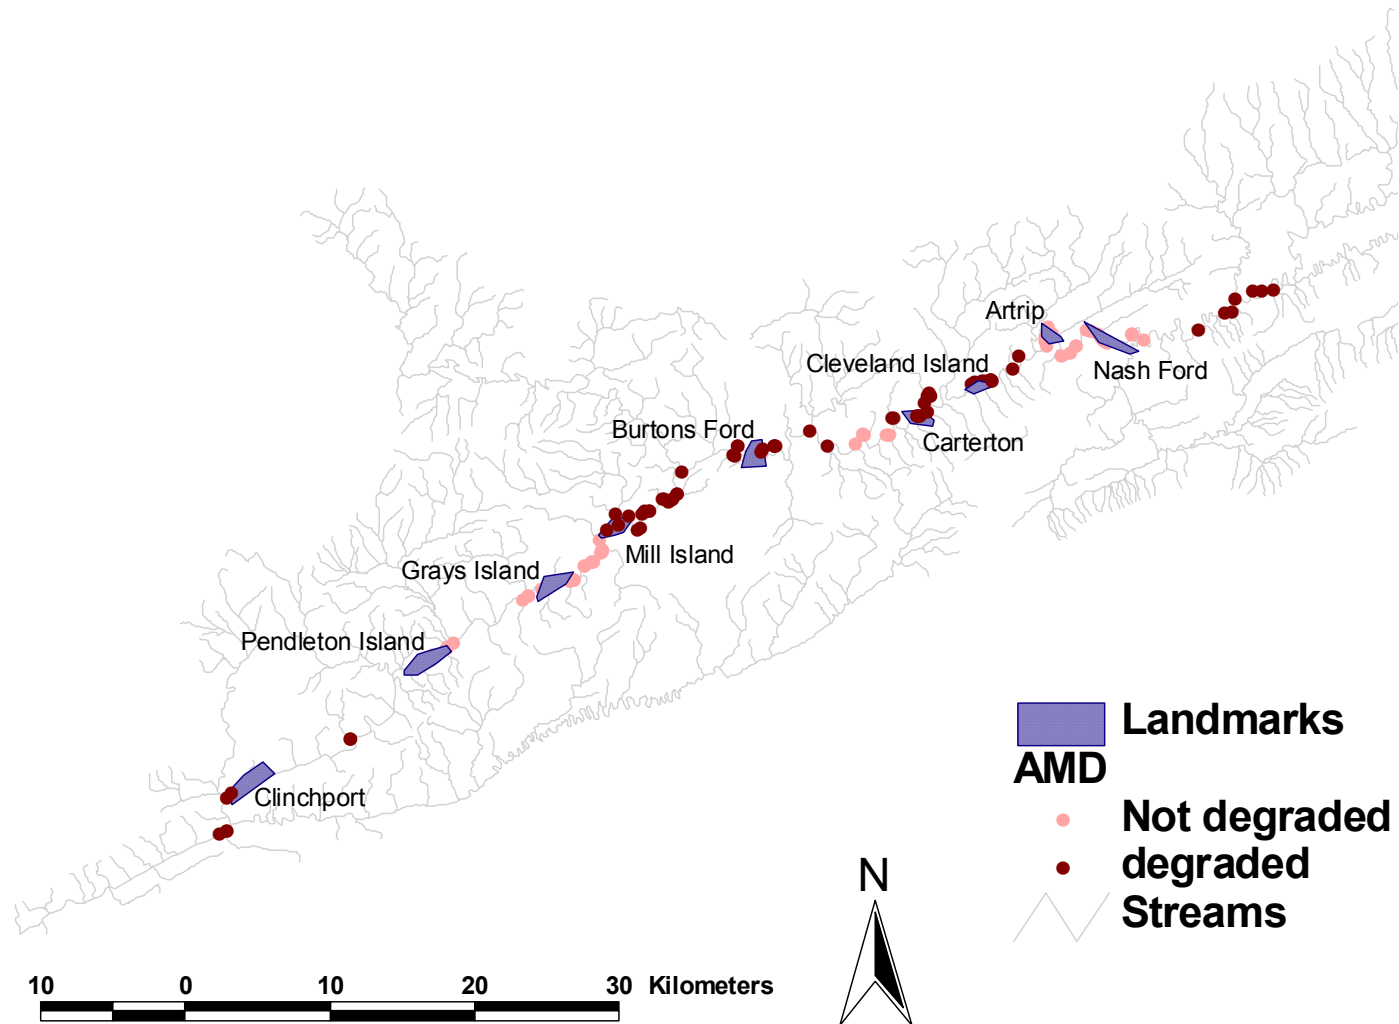 Artrip
Cleveland Island
Nash Ford
Burtons Ford
Carterton
Mill Island
Grays Island
Pendleton Island
Clinchport
Landmarks
AMD
Not degraded
degraded
Streams
N
10 0 10 20 30 Kilometers